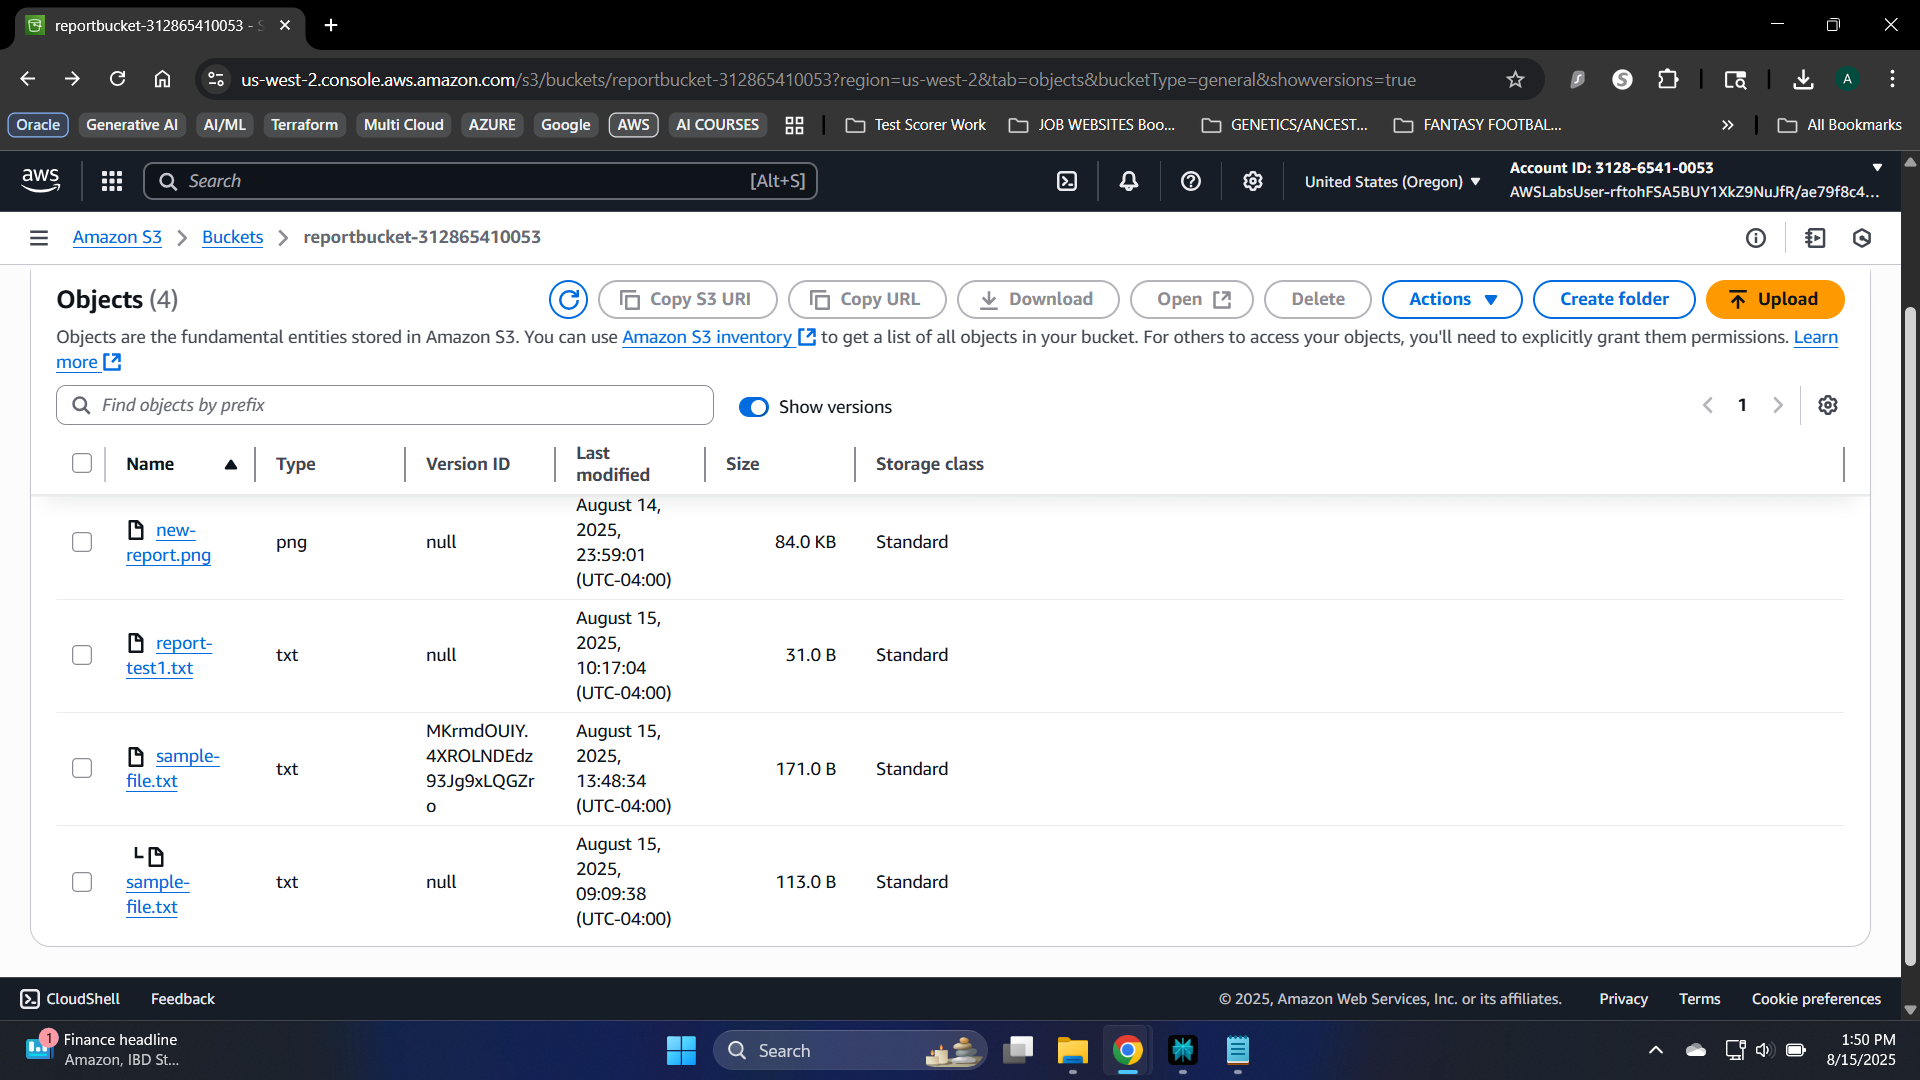 reportbucket-312865410053 - S
us-west-2.console.aws.amazon.com/s3/buckets/reportbucket-312865410053?region=us-west-2&tab=objects&bucketType=general&showversions=true
A
Oracle Generative AI AI/ML Terraform Multi Cloud AZURE Google AWS AI COURSES Test Scorer Work JOB WEBSITES Boo... GENETICS/ANCEST... FANTASY FOOTBAL... All Bookmarks
aws Search [Alt+S] United States (Oregon)
Account ID: 3128-6541-0053
AWSLabsUser-rftohFSA5BUY1XkZ9NuJfR/ae79f8c4...
Amazon S3 Buckets reportbucket-312865410053
Objects (4) Copy S3 URI Copy URL Download Open Delete Actions Create folder Upload
Objects are the fundamental entities stored in Amazon S3. You can use Amazon S3 inventory to get a list of all objects in your bucket. For others to access your objects, you'll need to explicitly grant them permissions. Learn
more
Find objects by prefix Show versions 1
Name Type Version ID Last modified Size Storage class
new-report.png png null August 14, 2025, 23:59:01 (UTC-04:00) 84.0 KB Standard
report-test1.txt txt null August 15, 2025, 10:17:04 (UTC-04:00) 31.0 B Standard
sample-file.txt txt MKrmdOUIY.4XROLNDEdz93Jg9xLQGZro August 15, 2025, 13:48:34 (UTC-04:00) 171.0 B Standard
sample-file.txt txt null August 15, 2025, 09:09:38 (UTC-04:00) 113.0 B Standard
CloudShell Feedback © 2025, Amazon Web Services, Inc. or its affiliates. Privacy Terms Cookie preferences
1 Finance headline
Amazon, IBD St...
Search
1:50 PM
8/15/2025